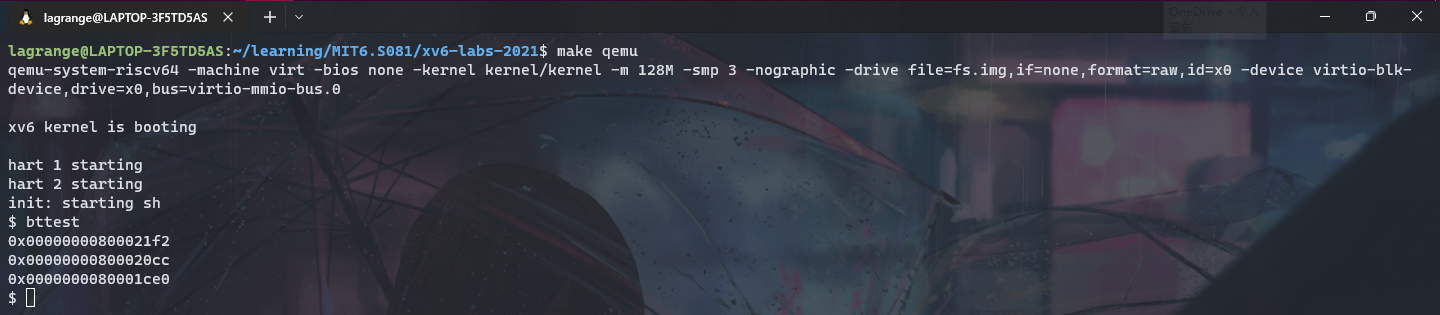 lagrange@LAPTOP-3F5TD5AS
OneDrive - 个人
lagrange@LAPTOP-3F5TD5AS:~/learning/MIT6.S081/xv6-labs-2021$ make qemu
qemu-system-riscv64 -machine virt -bios none -kernel kernel/kernel -m 128M -smp 3 -nographic -drive file=fs.img,if=none,format=raw,id=x0 -device virtio-blk-
device,drive=x0,bus=virtio-mmio-bus.0
xv6 kernel is booting
hart 1 starting
hart 2 starting
init: starting sh
$ bttest
0x00000000800021f2
0x00000000800020cc
0x0000000080001ce0
$